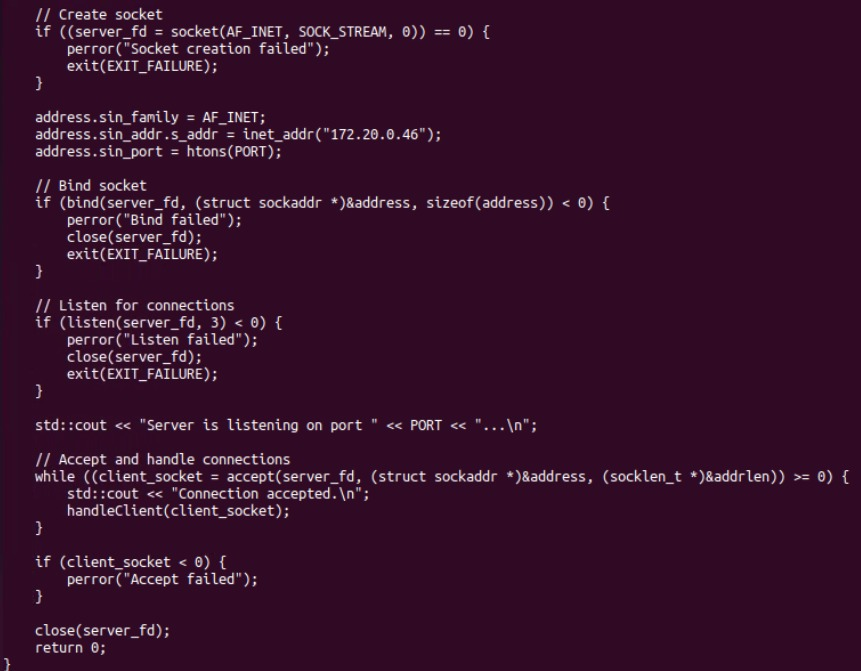 // Create socket
if ((server_fd = socket(AF_INET, SOCK_STREAM, 0)) == 0) {
perror("Socket creation failed");
exit(EXIT_FAILURE);
}
address.sin_family = AF_INET;
address.sin_addr.s_addr = inet_addr("172.20.0.46");
address.sin_port = htons(PORT);
// Bind socket
if (bind(server_fd, (struct sockaddr *)&address, sizeof(address)) < 0) {
perror("Bind failed");
close(server_fd);
exit(EXIT_FAILURE);
}
// Listen for connections
if (listen(server_fd, 3) < 0) {
perror("Listen failed");
close(server_fd);
exit(EXIT_FAILURE);
}
std::cout << "Server is listening on port " << PORT << "...\n";
// Accept and handle connections
while ((client_socket = accept(server_fd, (struct sockaddr *)&address, (socklen_t *)&addrlen)) >= 0) {
std::cout << "Connection accepted.\n";
handleClient(client_socket);
}
if (client_socket < 0) {
perror("Accept failed");
}
close(server_fd);
return 0;
}